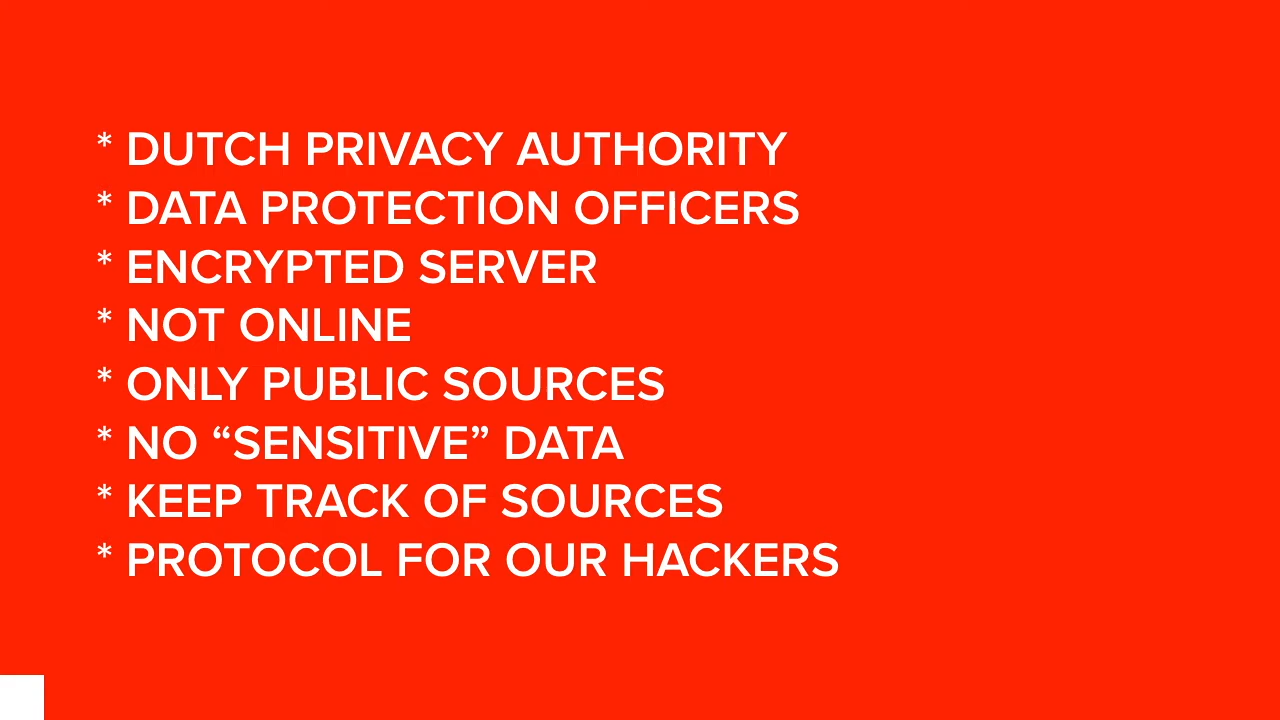 * DUTCH PRIVACY AUTHORITY
* DATA PROTECTION OFFICERS
* ENCRYPTED SERVER
* NOT ONLINE
* ONLY PUBLIC SOURCES
* NO “SENSITIVE” DATA
* KEEP TRACK OF SOURCES
* PROTOCOL FOR OUR HACKERS